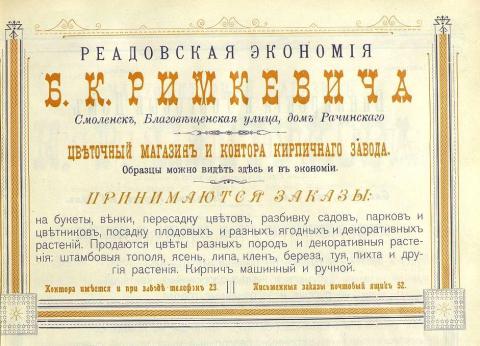 РЕАДОВСКАЯ ЭКОНОМІЯ
Б. К. РИМКЕВИЧА
Смоленскъ, Благовѣщенская улица, домъ Рачинскаго
ЦВѢТОЧНЫЙ МАГАЗИНЪ И КОНТОРА КИРПИЧНАГО ЗАВОДА.
Образцы можно видѣть здѣсь и въ экономіи.
ПРИНИМАЮТСЯ ЗАКАЗЫ:
на букеты, вѣнки, пересадку цвѣтовъ, разбивку садовъ, парковъ и
цвѣтниковъ, посадку плодовыхъ и разныхъ ягодныхъ и декоративныхъ
растеній. Продаются цвѣты разныхъ породъ и декоративныя расте-
нія: штамбовыя тополя, ясень, липа, кленъ, береза, туя, пихта и дру-
гія растенія. Кирпичъ машинный и ручной.
Контора имѣется и при заводѣ телефонъ 23. || Письменные заказы почтовый ящикъ 52.